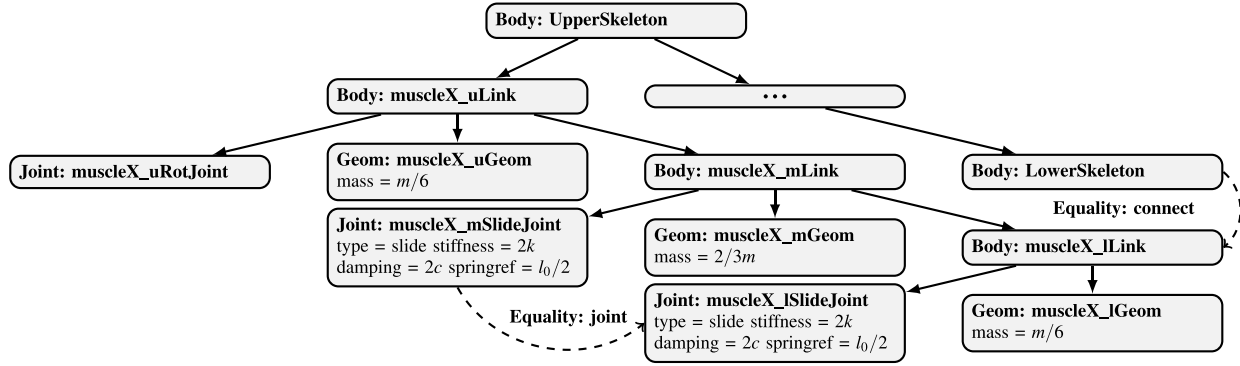 Body: UpperSkeleton
Body: muscleX_uLink
...
Joint: muscleX_uRotJoint
Geom: muscleX_uGeom
mass = m/6
Body: muscleX_mLink
Body: LowerSkeleton
Equality: connect
Joint: muscleX_mSlideJoint
type = slide stiffness = 2k
damping = 2c springref = l₀/2
Geom: muscleX_mGeom
mass = 2/3m
Body: muscleX_lLink
Equality: joint
Joint: muscleX_lSlideJoint
type = slide stiffness = 2k
damping = 2c springref = l₀/2
Geom: muscleX_lGeom
mass = m/6